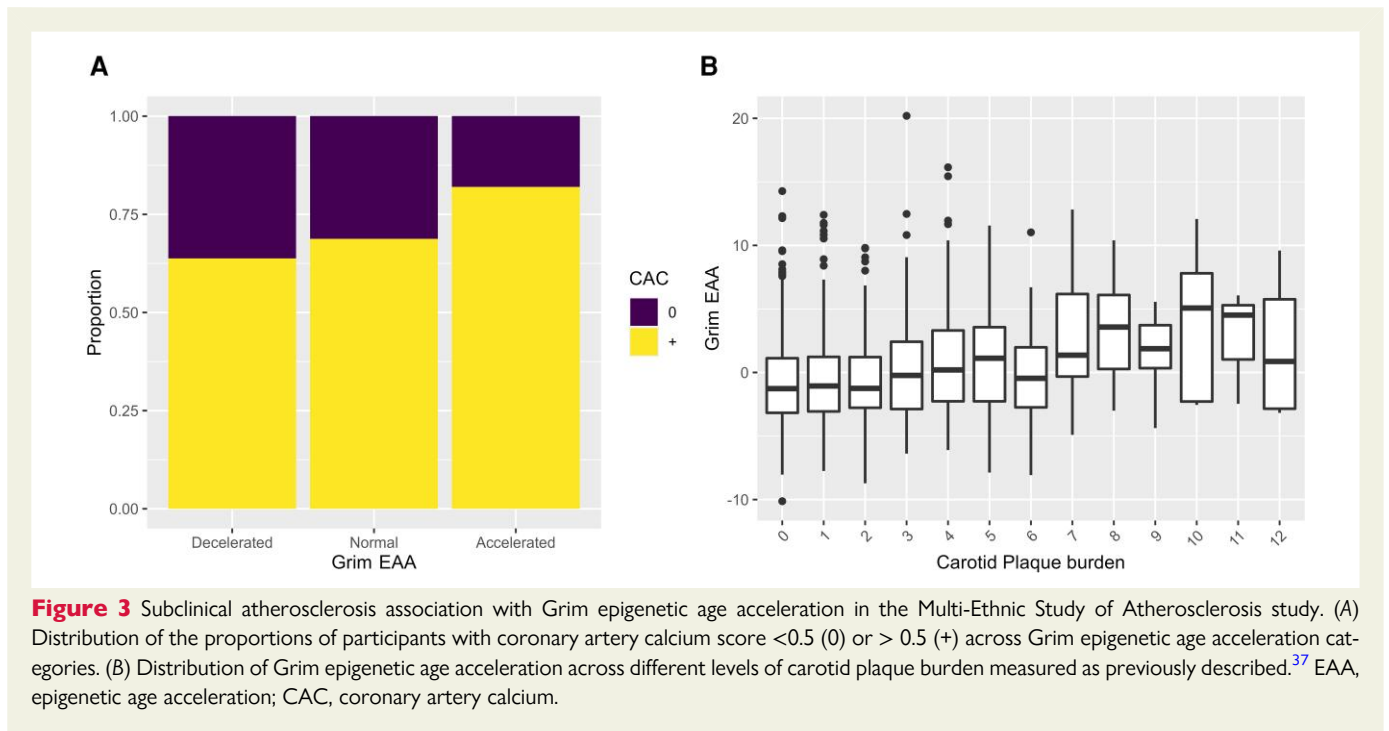 A
B
1.00
0.75
0.50
0.25
0.00
Proportion
Decelerated
Normal
Accelerated
Grim EAA
CAC
0
+
20
10
0
-10
Grim EAA
0
1
2
3
4
5
6
7
8
9
10
11
12
Carotid Plaque burden
Figure 3 Subclinical atherosclerosis association with Grim epigenetic age acceleration in the Multi-Ethnic Study of Atherosclerosis study. (A)
Distribution of the proportions of participants with coronary artery calcium score <0.5 (0) or > 0.5 (+) across Grim epigenetic age acceleration cat-
egories. (B) Distribution of Grim epigenetic age acceleration across different levels of carotid plaque burden measured as previously described.37 EAA,
epigenetic age acceleration; CAC, coronary artery calcium.